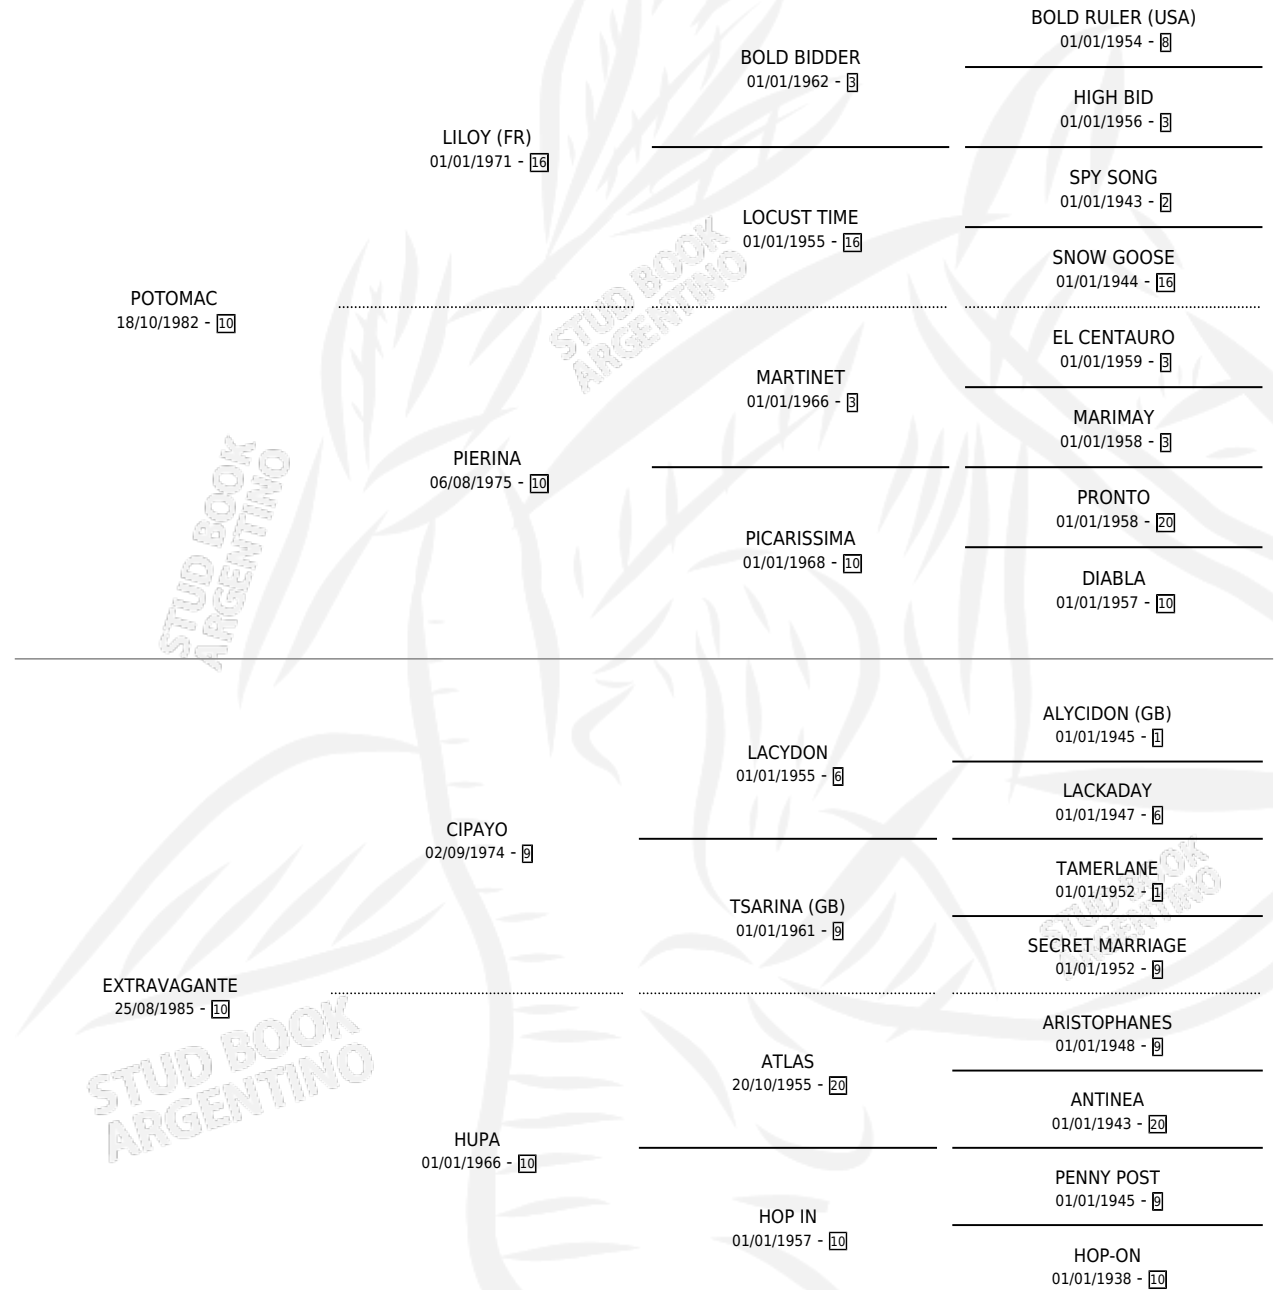 BOLD RULER (USA)
01/01/1954 - 8
BOLD BIDDER
01/01/1962 - 3
HIGH BID
01/01/1956 - 3
LILOY (FR)
01/01/1971 - 16
SPY SONG
01/01/1943 - 2
LOCUST TIME
01/01/1955 - 16
SNOW GOOSE
01/01/1944 - 16
POTOMAC
18/10/1982 - 10
EL CENTAURO
01/01/1959 - 3
MARTINET
01/01/1966 - 3
MARIMAY
01/01/1958 - 3
PIERINA
06/08/1975 - 10
PRONTO
01/01/1958 - 20
PICARISSIMA
01/01/1968 - 10
DIABLA
01/01/1957 - 10
ALYCIDON (GB)
01/01/1945 - 1
LACYDON
01/01/1955 - 6
LACKADAY
01/01/1947 - 6
CIPAYO
02/09/1974 - 9
TAMERLANE
01/01/1952 - 1
TSARINA (GB)
01/01/1961 - 9
SECRET MARRIAGE
01/01/1952 - 9
EXTRAVAGANTE
25/08/1985 - 10
ARISTOPHANES
01/01/1948 - 9
ATLAS
20/10/1955 - 20
ANTINEA
01/01/1943 - 20
HUPA
01/01/1966 - 10
PENNY POST
01/01/1945 - 9
HOP IN
01/01/1957 - 10
HOP-ON
01/01/1938 - 10
STUD BOOK
ARGENTINO
STUD BOOK
ARGENTINO
STUD BOOK
ARGENTINO
STUD BOOK
ARGENTINO